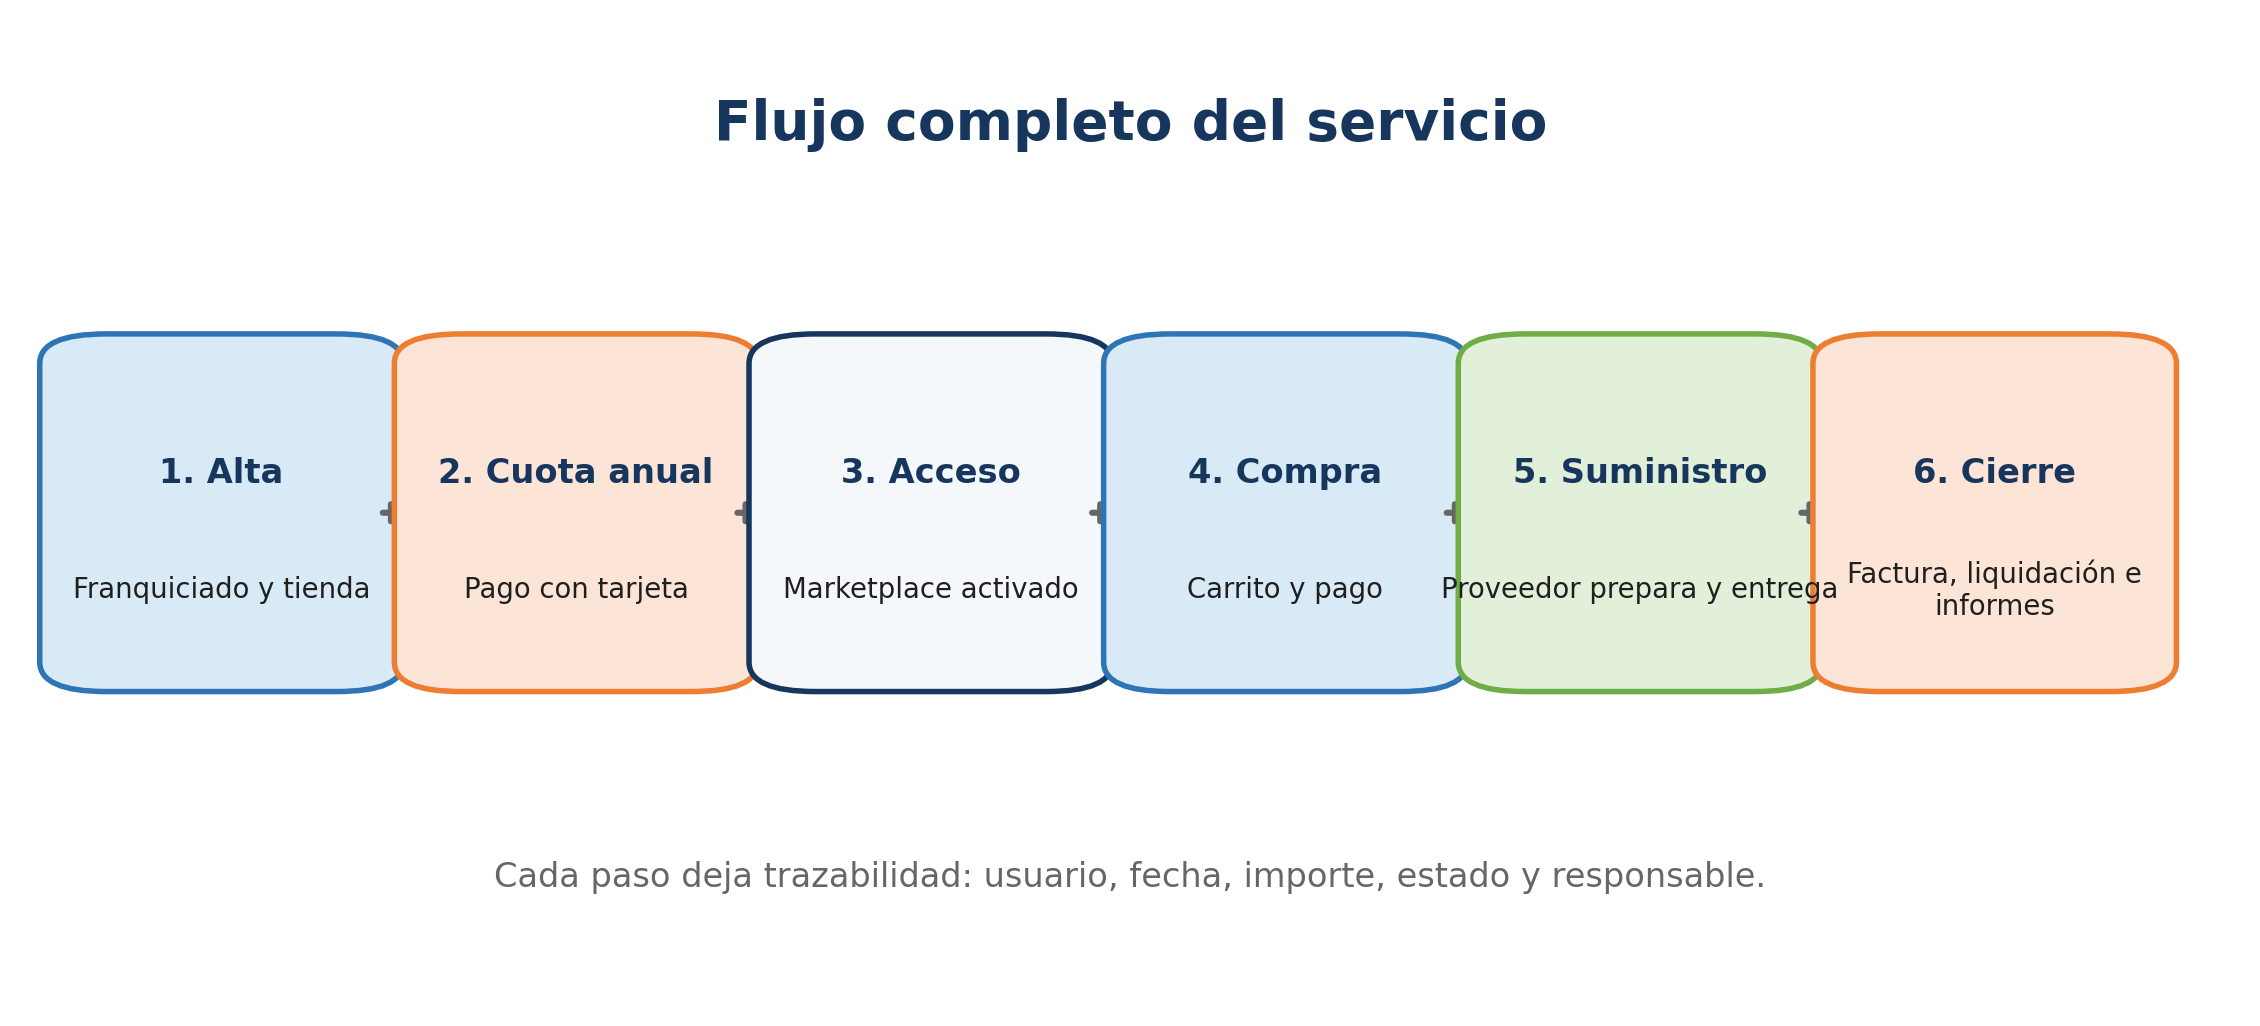 Flujo completo del servicio
1. Alta
Franquiciado y tienda
2. Cuota anual
Pago con tarjeta
3. Acceso
Marketplace activado
4. Compra
Carrito y pago
5. Suministro
Proveedor prepara y entrega
6. Cierre
Factura, liquidación e
informes
Cada paso deja trazabilidad: usuario, fecha, importe, estado y responsable.